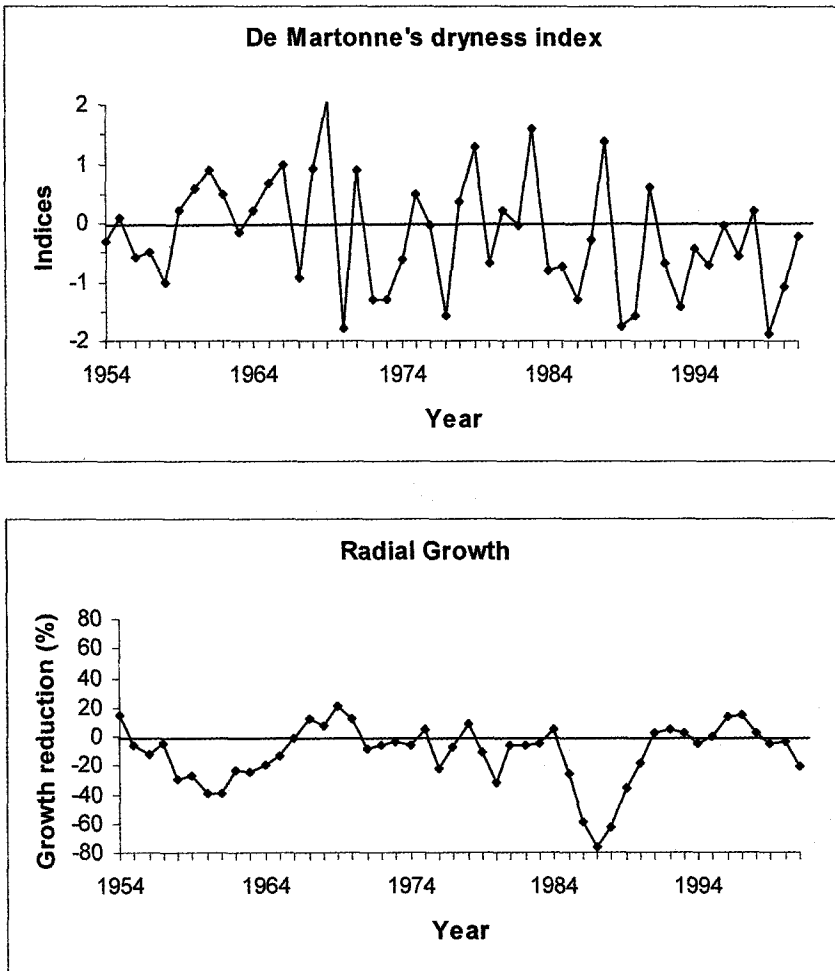 De Martonne's dryness index
Indices
2
1
0
-1
-2
1954 1964 1974 1984 1994
Year
Radial Growth
Growth reduction (%)
80
60
40
20
0
-20
-40
-60
-80
1954 1964 1974 1984 1994
Year